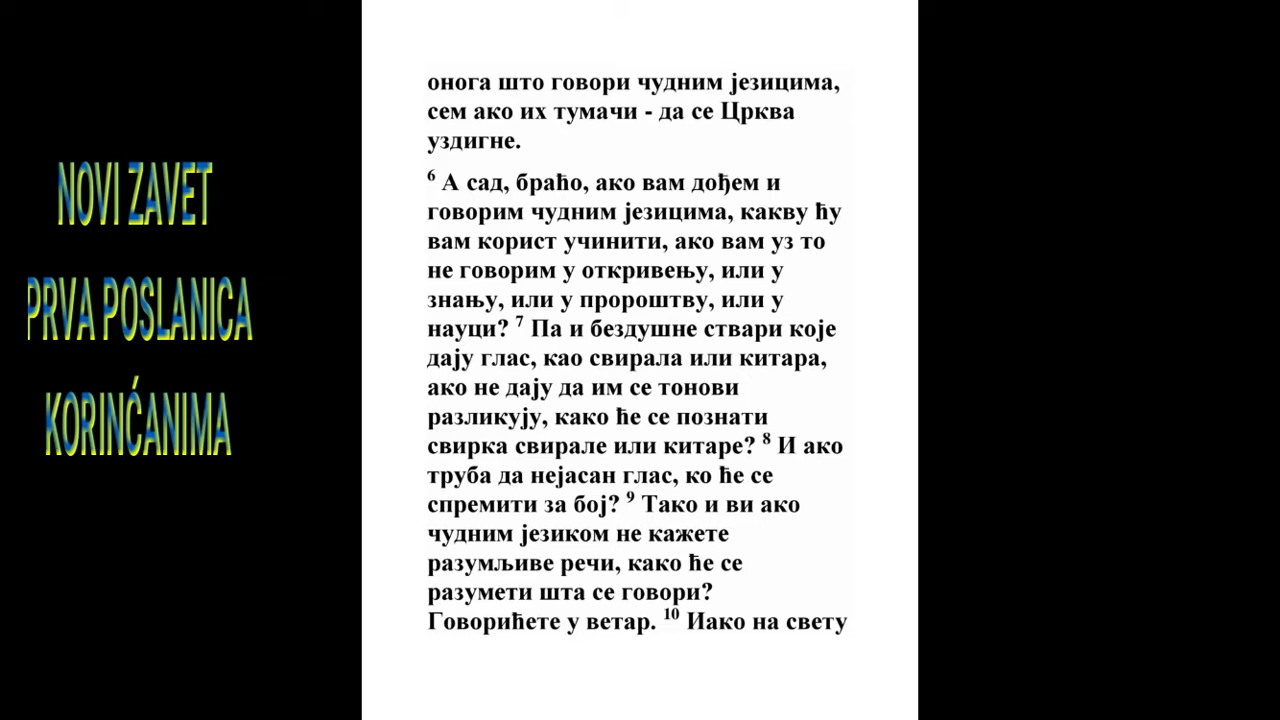 NOVI ZAVET
PRVA POSLANICA
KORINĆANIMA
онога што говори чудним језицима,
сем ако их тумачи - да се Црква
уздигне.
6 А сад, браћо, ако вам дођем и
говорим чудним језицима, какву ћу
вам корист учинити, ако вам уз то
не говорим у откривењу, или у
знању, или у пророштву, или у
науци? 7 Па и бездушне ствари које
дају глас, као свирала или китара,
ако не дају да им се тонови
разликују, како ће се познати
свирка свирале или китаре? 8 И ако
труба да нејасан глас, ко ће се
спремити за бој? 9 Тако и ви ако
чудним језиком не кажете
разумљиве речи, како ће се
разумети шта се говори?
Говорићете у ветар. 10 Иако на свету